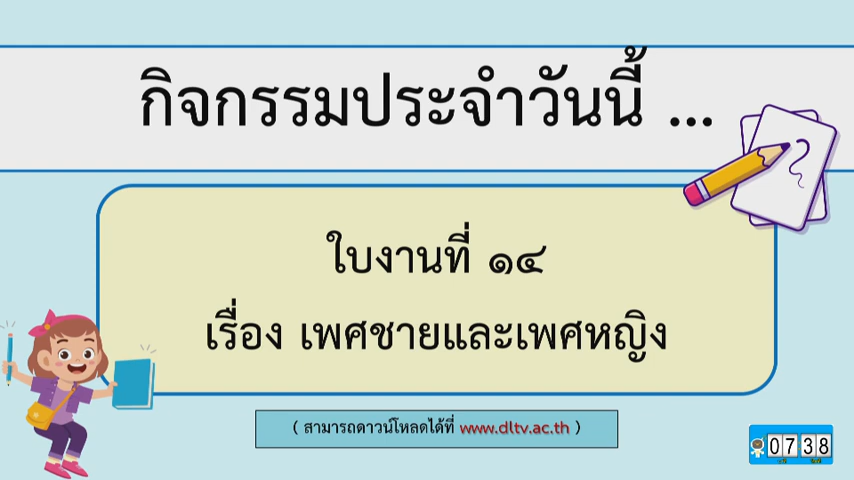 กิจกรรมประจำวันนี้ ...
ใบงานที่ ๑๔
เรื่อง เพศชายและเพศหญิง
( สามารถดาวน์โหลดได้ที่ www.dltv.ac.th )
0738